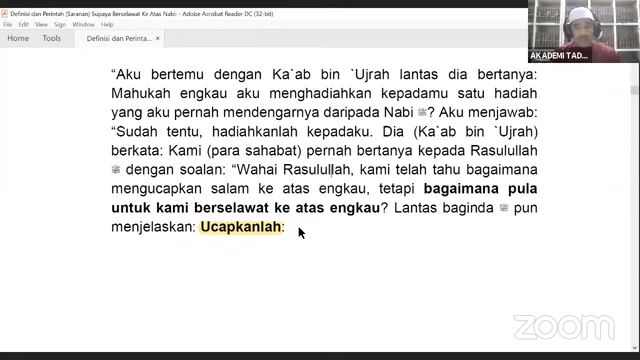 Definisi dan Perintah (Saranan) Supaya Berselawat Ke Atas Nabi - Adobe Acrobat Reader DC (32-bit)
File Edit View Sign Window Help
Home Tools Definisi dan Perinta... ×
AKADEMI TAD...
“Aku bertemu dengan Ka`ab bin `Ujrah lantas dia bertanya:
Mahukah engkau aku menghadiahkan kepadamu satu hadiah
yang aku pernah mendengarnya daripada Nabi ﷺ? Aku menjawab:
“Sudah tentu, hadiahkanlah kepadaku. Dia (Ka`ab bin `Ujrah)
berkata: Kami (para sahabat) pernah bertanya kepada Rasulullah
ﷺ dengan soalan: “Wahai Rasulullah, kami telah tahu bagaimana
mengucapkan salam ke atas engkau, tetapi bagaimana pula
untuk kami berselawat ke atas engkau? Lantas baginda ﷺ pun
menjelaskan: Ucapkanlah:
zoom